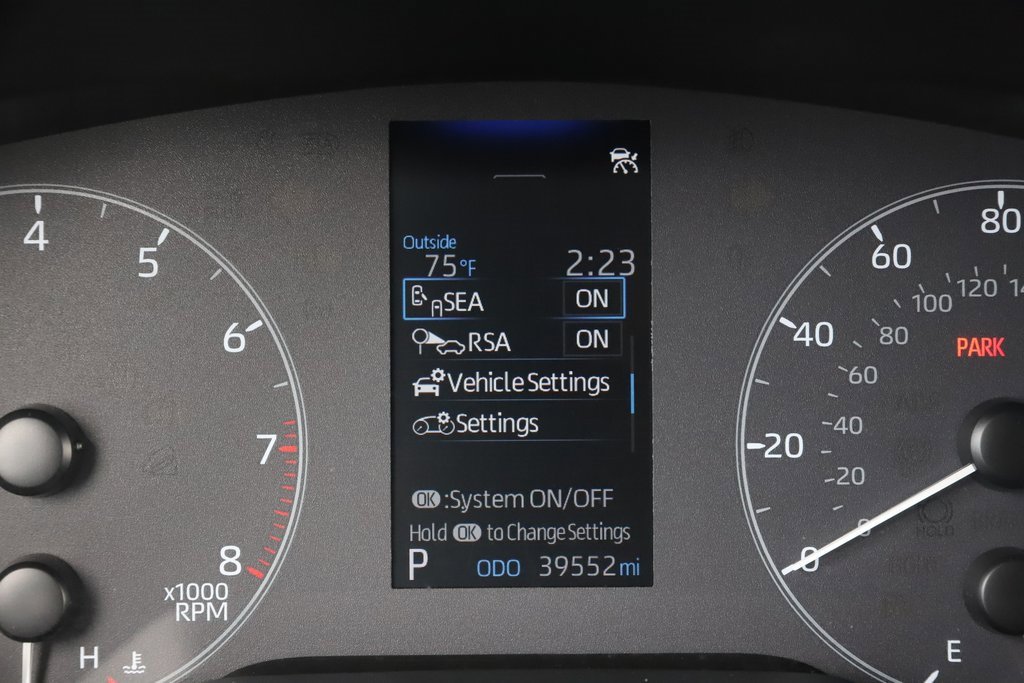 Outside
75°F 2:23
SEA ON
RSA ON
Vehicle Settings
Settings
OK :System ON/OFF
Hold OK to Change Settings
P ODO 39552 mi
4
5
6
7
8
x1000
RPM
H
80
60
40
20
0
120
100
80
60
40
20
0
PARK
HOLD
E